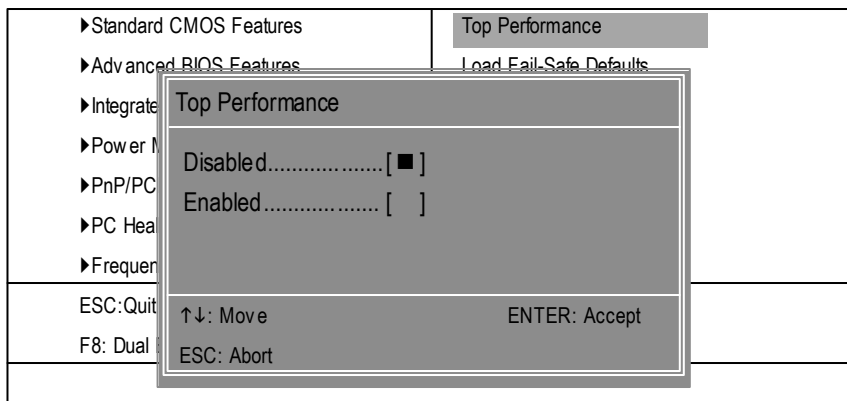 ▶Standard CMOS Features
Top Performance
▶Advanced BIOS Features
Load Fail-Safe Defaults
▶Integrate
▶Power M
▶PnP/PC
▶PC Heal
▶Frequen
Top Performance
Disabled...................[ ■ ]
Enabled................... [ ]
↑↓: Move ENTER: Accept
ESC: Abort
ESC:Quit
F8: Dual